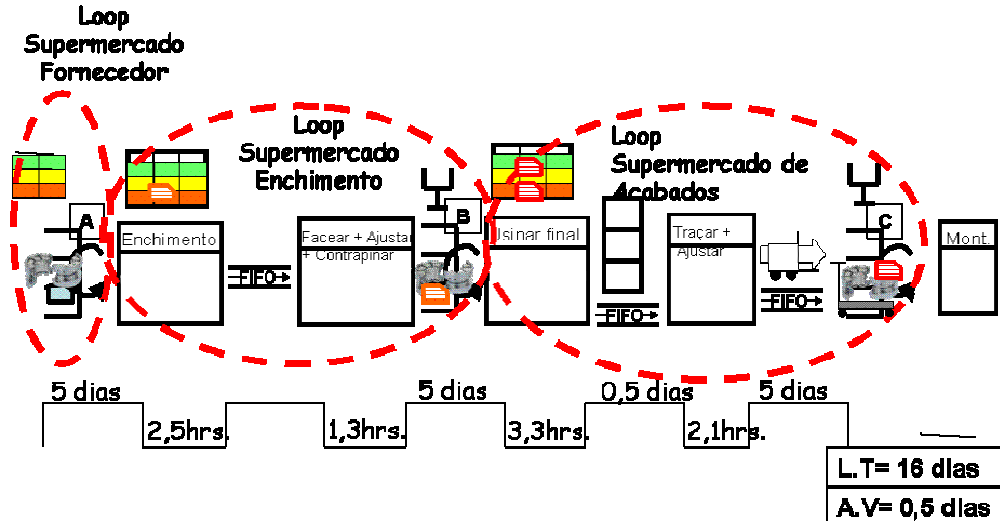 Loop
Supermercado
Fornecedor
Loop
Supermercado
Enchimento
Loop
Supermercado de
Acabados
A
B
C
Enchimento
Facear + Ajustar
+ Contrapinar
Usinar final
Traçar +
Ajustar
Mont.
FIFO
FIFO
FIFO
5 dias
2,5hrs.
1,3hrs.
5 dias
3,3hrs.
0,5 dias
2,1hrs.
5 dias
L.T= 16 dias
A.V= 0,5 dias